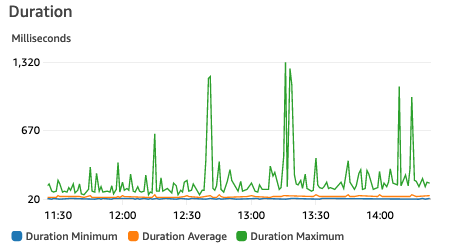 Duration
Milliseconds
1,320
670
20
11:30 12:00 12:30 13:00 13:30 14:00
Duration Minimum Duration Average Duration Maximum